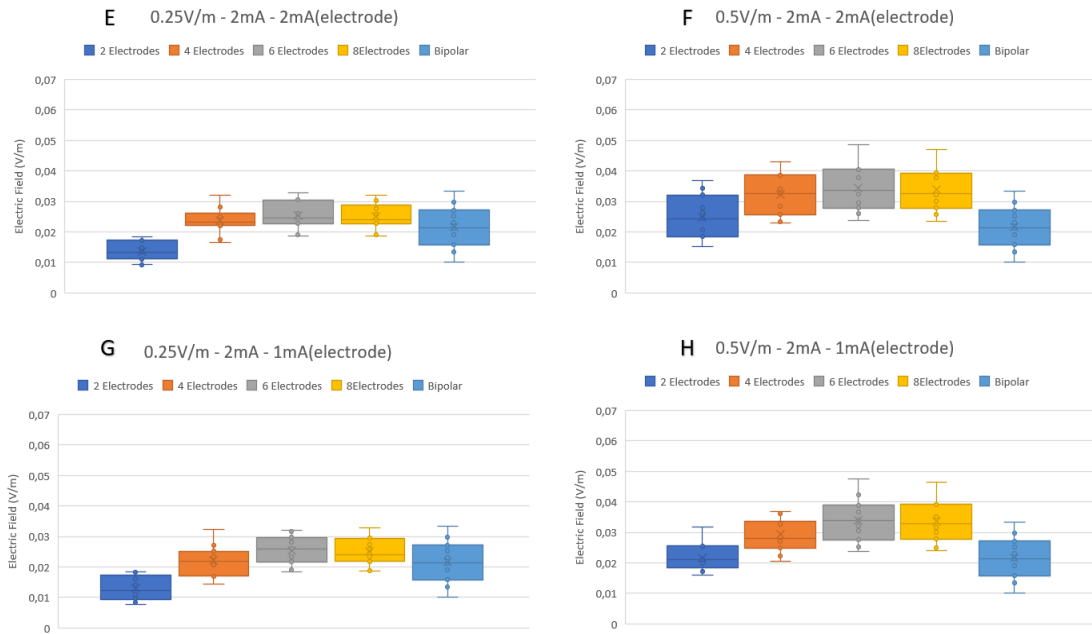 E 0.25V/m - 2mA - 2mA(electrode)
2 Electrodes 4 Electrodes 6 Electrodes 8Electrodes Bipolar
Electric Field (V/m)
0,07
0,06
0,05
0,04
0,03
0,02
0,01
0
F 0.5V/m - 2mA - 2mA(electrode)
2 Electrodes 4 Electrodes 6 Electrodes 8Electrodes Bipolar
Electric Field (V/m)
0,07
0,06
0,05
0,04
0,03
0,02
0,01
0
G 0.25V/m - 2mA - 1mA(electrode)
2 Electrodes 4 Electrodes 6 Electrodes 8Electrodes Bipolar
Electric Field (V/m)
0,07
0,06
0,05
0,04
0,03
0,02
0,01
0
H 0.5V/m - 2mA - 1mA(electrode)
2 Electrodes 4 Electrodes 6 Electrodes 8Electrodes Bipolar
Electric Field (V/m)
0,07
0,06
0,05
0,04
0,03
0,02
0,01
0